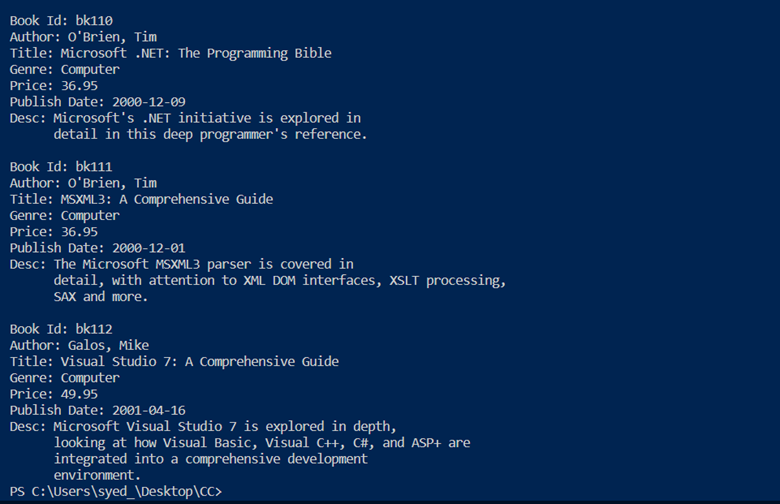 Book Id: bk110
Author: O'Brien, Tim
Title: Microsoft .NET: The Programming Bible
Genre: Computer
Price: 36.95
Publish Date: 2000-12-09
Desc: Microsoft's .NET initiative is explored in
detail in this deep programmer's reference.
Book Id: bk111
Author: O'Brien, Tim
Title: MSXML3: A Comprehensive Guide
Genre: Computer
Price: 36.95
Publish Date: 2000-12-01
Desc: The Microsoft MSXML3 parser is covered in
detail, with attention to XML DOM interfaces, XSLT processing,
SAX and more.
Book Id: bk112
Author: Galos, Mike
Title: Visual Studio 7: A Comprehensive Guide
Genre: Computer
Price: 49.95
Publish Date: 2001-04-16
Desc: Microsoft Visual Studio 7 is explored in depth,
looking at how Visual Basic, Visual C++, C#, and ASP+ are
integrated into a comprehensive development
environment.
PS C:\Users\syed_\Desktop\CC>